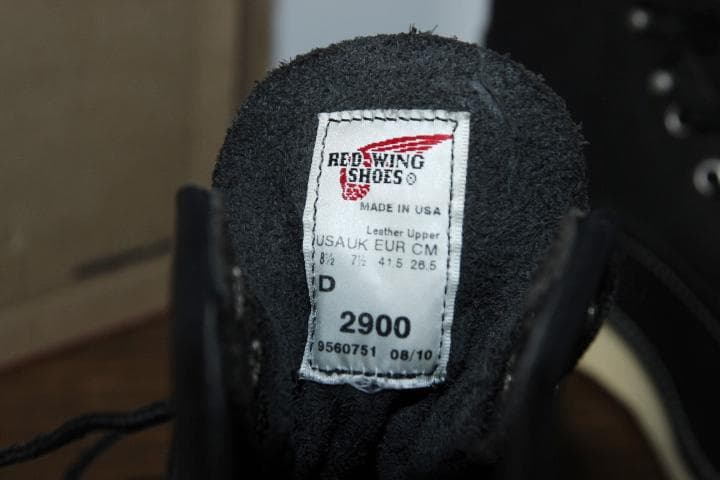 RED WING
SHOES®
MADE IN USA
Leather Upper
USA UK EUR CM
8½ 7½ 41.5 26.5
D
2900
9560751 08/10